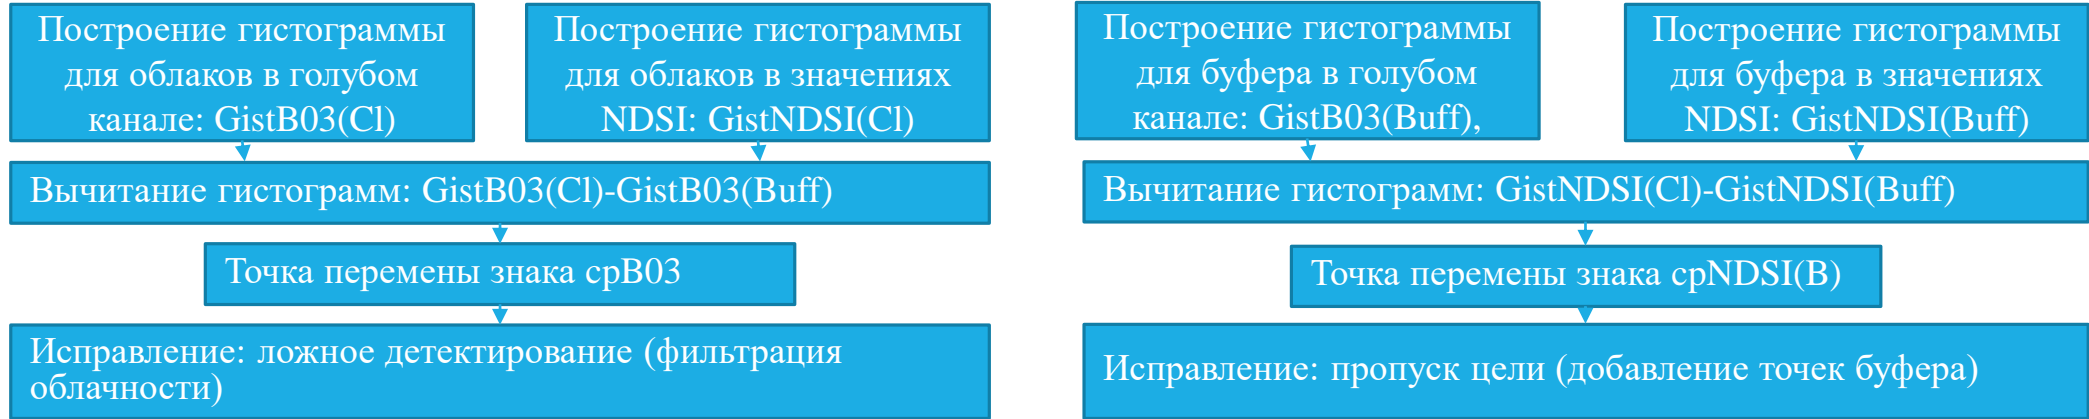 Построение гистограммы
для облаков в голубом
канале: GistB03(Cl)
Построение гистограммы
для облаков в значениях
NDSI: GistNDSI(Cl)
Вычитание гистограмм: GistB03(Cl)-GistB03(Buff)
Точка перемены знака cpB03
Исправление: ложное детектирование (фильтрация
облачности)
Построение гистограммы
для буфера в голубом
канале: GistB03(Buff),
Построение гистограммы
для буфера в значениях
NDSI: GistNDSI(Buff)
Вычитание гистограмм: GistNDSI(Cl)-GistNDSI(Buff)
Точка перемены знака cpNDSI(B)
Исправление: пропуск цели (добавление точек буфера)